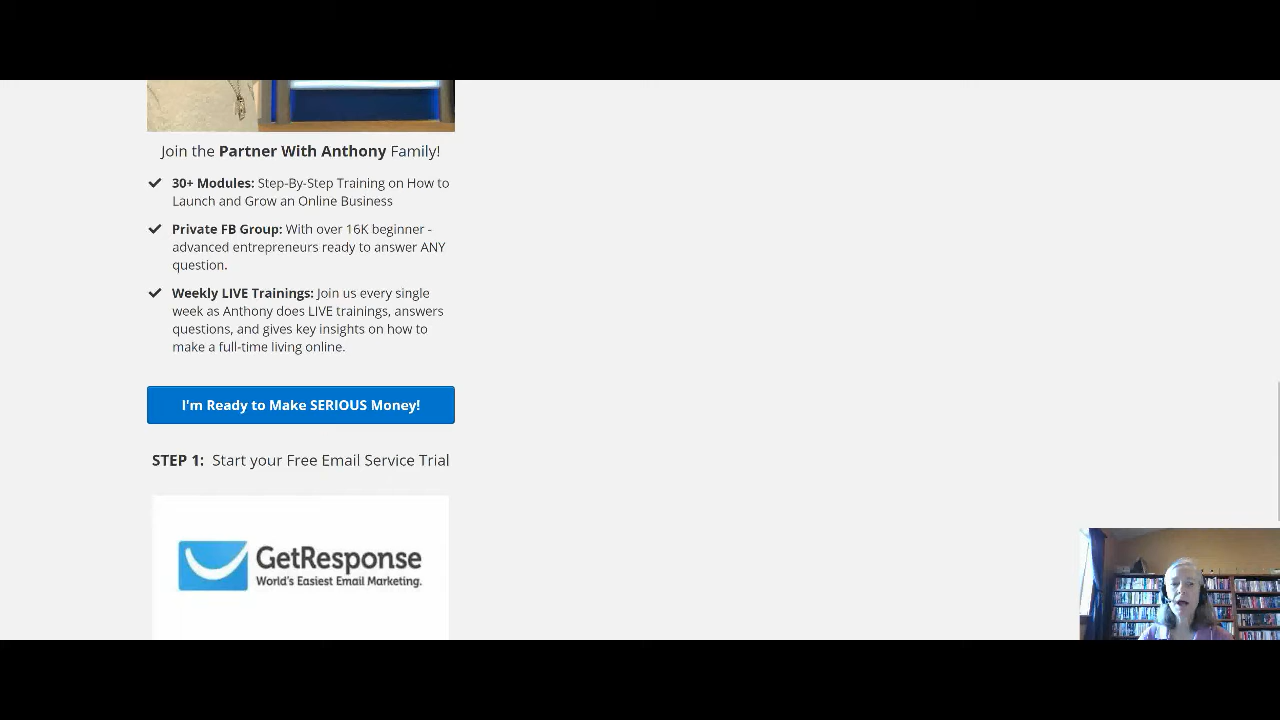 Join the Partner With Anthony Family!
30+ Modules: Step-By-Step Training on How to
Launch and Grow an Online Business
Private FB Group: With over 16K beginner -
advanced entrepreneurs ready to answer ANY
question.
Weekly LIVE Trainings: Join us every single
week as Anthony does LIVE trainings, answers
questions, and gives key insights on how to
make a full-time living online.
I'm Ready to Make SERIOUS Money!
STEP 1: Start your Free Email Service Trial
GetResponse
World's Easiest Email Marketing.